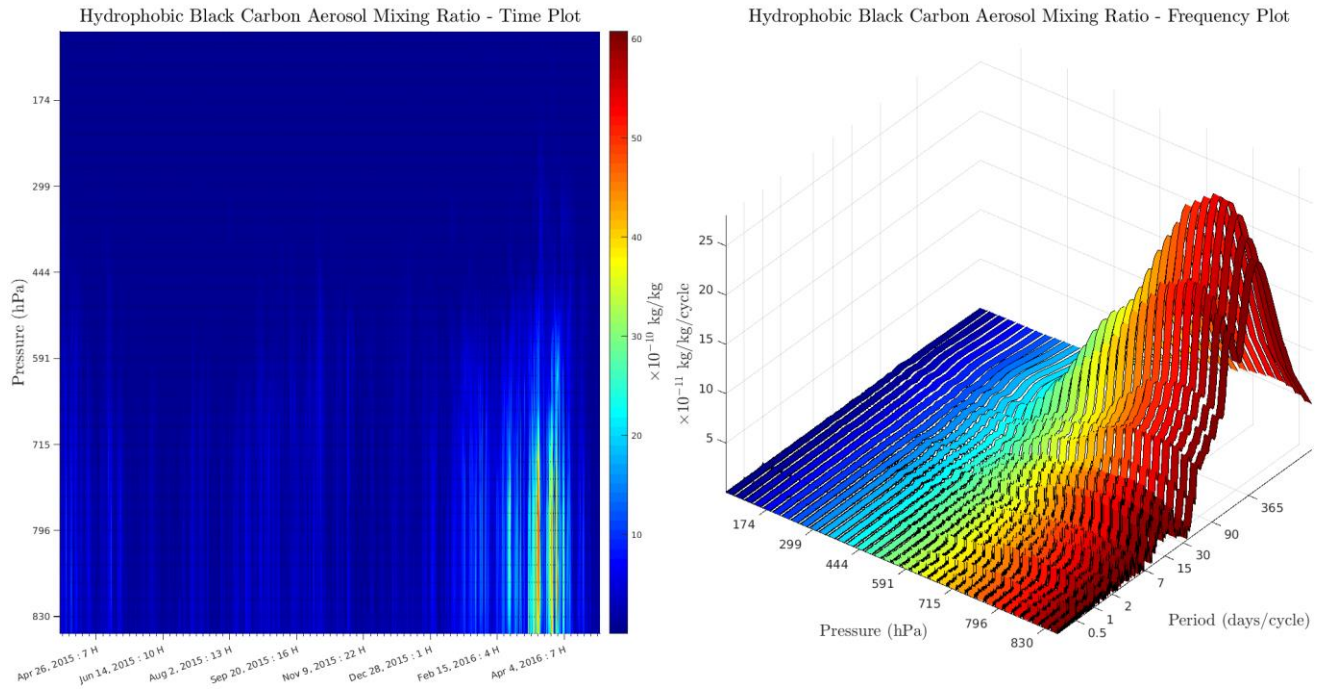 Hydrophobic Black Carbon Aerosol Mixing Ratio - Time Plot
Pressure (hPa)
174
299
444
591
715
796
830
Apr 26, 2015 : 7 H
Jun 14, 2015 : 10 H
Aug 2, 2015 : 13 H
Sep 20, 2015 : 16 H
Nov 9, 2015 : 22 H
Dec 28, 2015 : 1 H
Feb 15, 2016 : 4 H
Apr 4, 2016 : 7 H
60
50
40
30
20
10
×10⁻¹⁰ kg/kg
Hydrophobic Black Carbon Aerosol Mixing Ratio - Frequency Plot
×10⁻¹¹ kg/kg/cycle
25
20
15
10
5
174
299
444
591
715
796
830
Pressure (hPa)
0.5
1
2
7
15
30
90
365
Period (days/cycle)